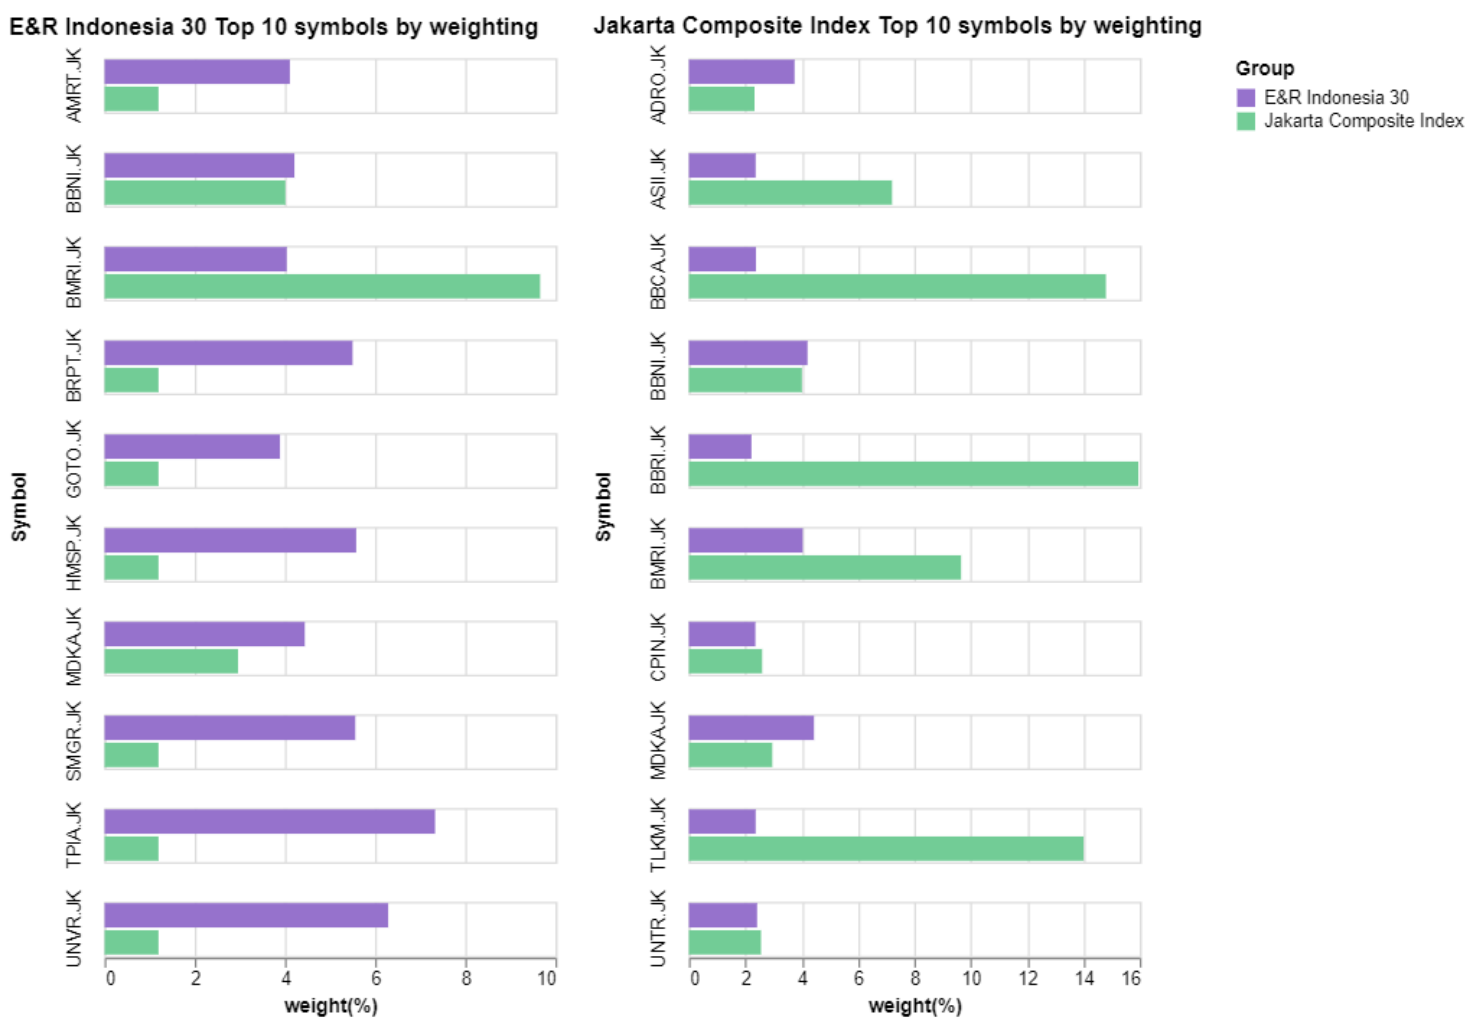 E&R Indonesia 30 Top 10 symbols by weighting
Symbol
AMRT.JK
BBNI.JK
BMRI.JK
BRPT.JK
GOTO.JK
HMSP.JK
MDKA.JK
SMGR.JK
TPIA.JK
UNVR.JK
0 2 4 6 8 10
weight(%)
Jakarta Composite Index Top 10 symbols by weighting
Symbol
ADRO.JK
ASII.JK
BBCA.JK
BBNI.JK
BBRI.JK
BMRI.JK
CPIN.JK
MDKA.JK
TLKM.JK
UNTR.JK
0 2 4 6 8 10 12 14 16
weight(%)
Group
E&R Indonesia 30
Jakarta Composite Index